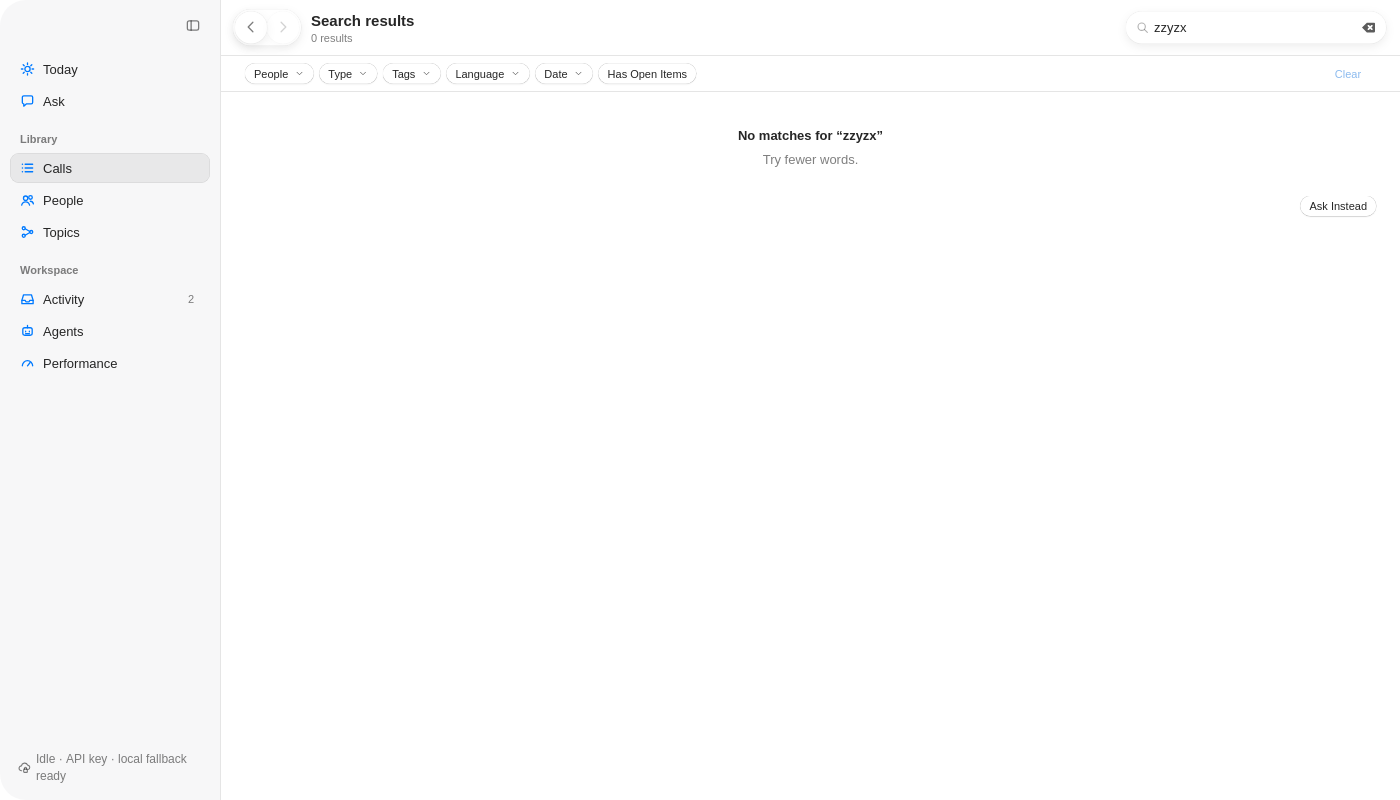 Today
Ask
Library
Calls
People
Topics
Workspace
Activity 2
Agents
Performance
Idle · API key · local fallback
ready
Search results
0 results
zzyzx
People
Type
Tags
Language
Date
Has Open Items
Clear
No matches for “zzyzx”
Try fewer words.
Ask Instead